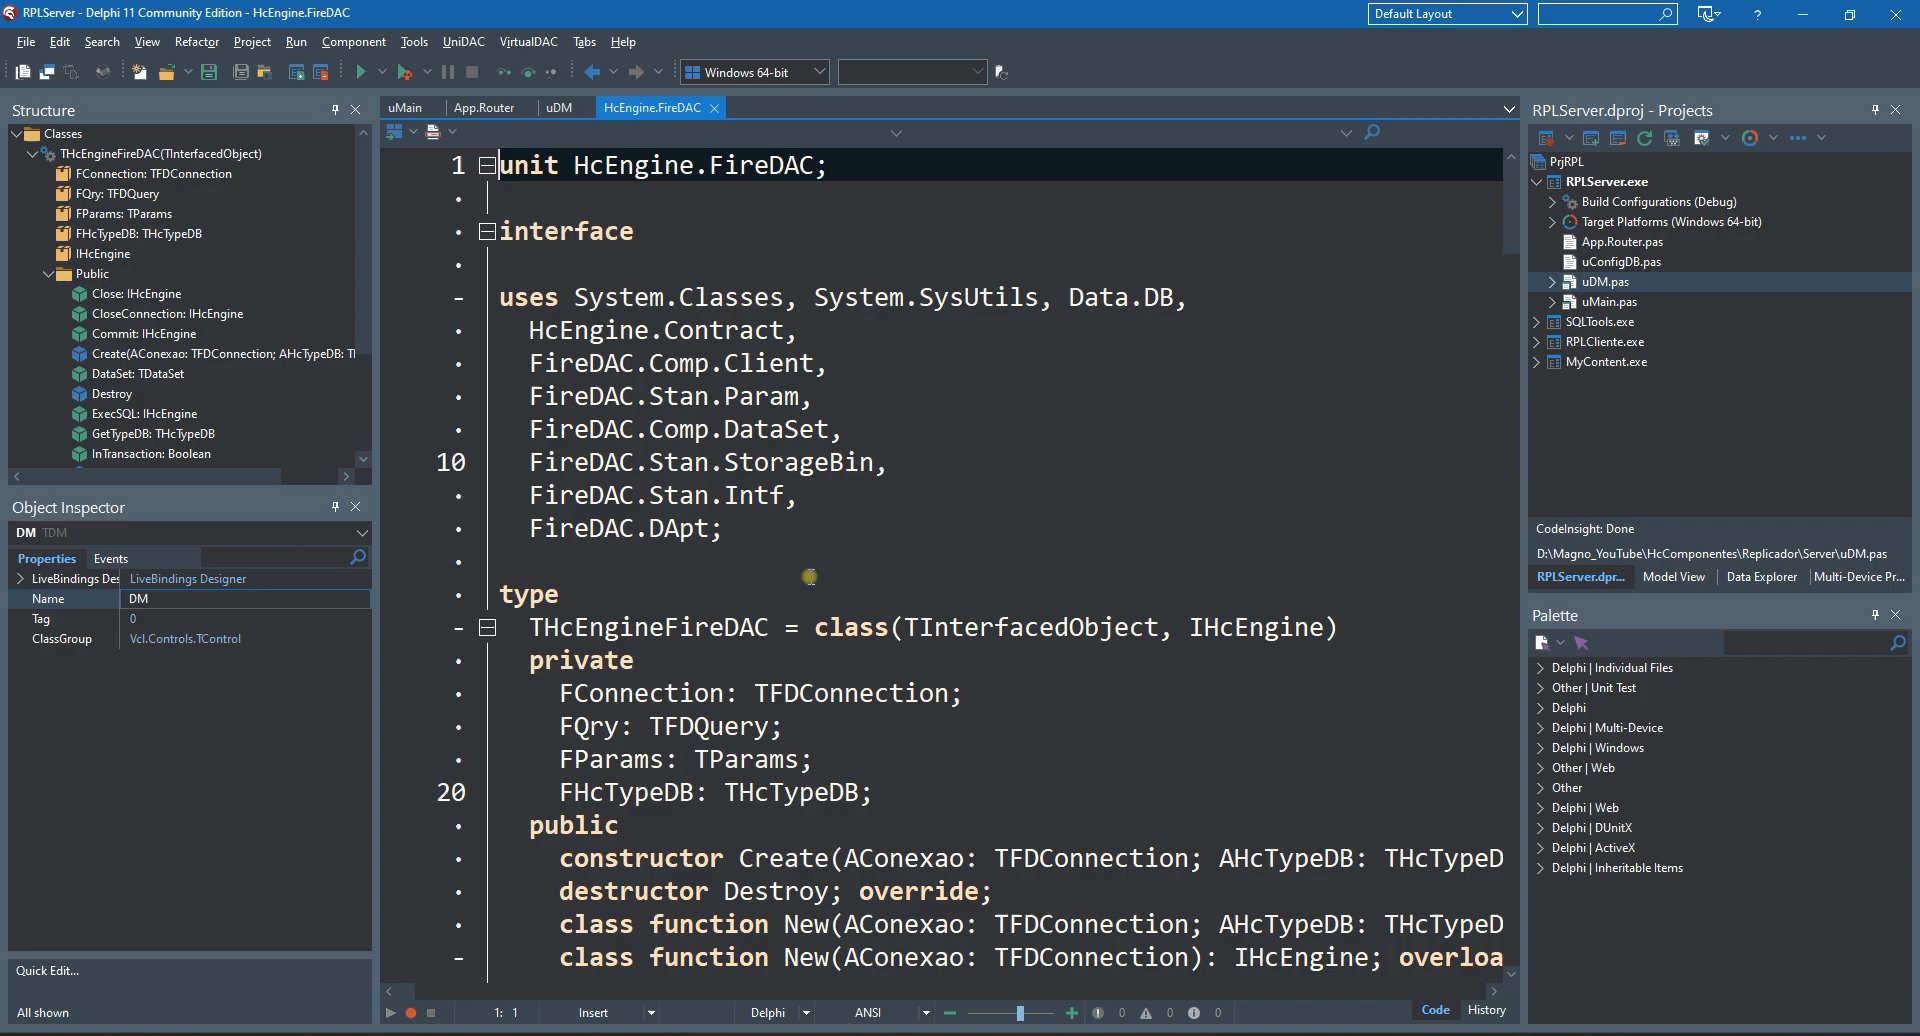 RPLServer - Delphi 11 Community Edition - HcEngine.FireDAC
Default Layout
?
File Edit Search View Refactor Project Run Component Tools UniDAC VirtualDAC Tabs Help
Windows 64-bit
Structure
Classes
THcEngineFireDAC(TInterfacedObject)
FConnection: TFDConnection
FQry: TFDQuery
FParams: TParams
FHcTypeDB: THcTypeDB
IHcEngine
Public
Close: IHcEngine
CloseConnection: IHcEngine
Commit: IHcEngine
Create(AConexao: TFDConnection; AHcTypeDB: Tl
DataSet: TDataSet
Destroy
ExecSQL: IHcEngine
GetTypeDB: THcTypeDB
InTransaction: Boolean
Object Inspector
DM TDM
Properties Events
LiveBindings Des LiveBindings Designer
Name DM
Tag 0
ClassGroup Vcl.Controls.TControl
Quick Edit...
All shown
uMain App.Router uDM HcEngine.FireDAC
1 unit HcEngine.FireDAC;
interface
uses System.Classes, System.SysUtils, Data.DB,
HcEngine.Contract,
FireDAC.Comp.Client,
FireDAC.Stan.Param,
FireDAC.Comp.DataSet,
10 FireDAC.Stan.StorageBin,
FireDAC.Stan.Intf,
FireDAC.DApt;
type
THcEngineFireDAC = class(TInterfacedObject, IHcEngine)
private
FConnection: TFDConnection;
FQry: TFDQuery;
FParams: TParams;
20 FHcTypeDB: THcTypeDB;
public
constructor Create(AConexao: TFDConnection; AHcTypeDB: THcTypeD
destructor Destroy; override;
class function New(AConexao: TFDConnection; AHcTypeDB: THcTypeD
class function New(AConexao: TFDConnection): IHcEngine; overloa
1: 1 Insert Delphi ANSI 0 0 0 Code History
RPLServer.dproj - Projects
PrjRPL
RPLServer.exe
Build Configurations (Debug)
Target Platforms (Windows 64-bit)
App.Router.pas
uConfigDB.pas
uDM.pas
uMain.pas
SQLTools.exe
RPLCliente.exe
MyContent.exe
CodeInsight: Done
D:\Magno_YouTube\HcComponentes\Replicador\Server\uDM.pas
RPLServer.dpr... Model View Data Explorer Multi-Device Pr...
Palette
Delphi | Individual Files
Other | Unit Test
Delphi
Delphi | Multi-Device
Delphi | Windows
Other | Web
Other
Delphi | Web
Delphi | DUnitX
Delphi | ActiveX
Delphi | Inheritable Items